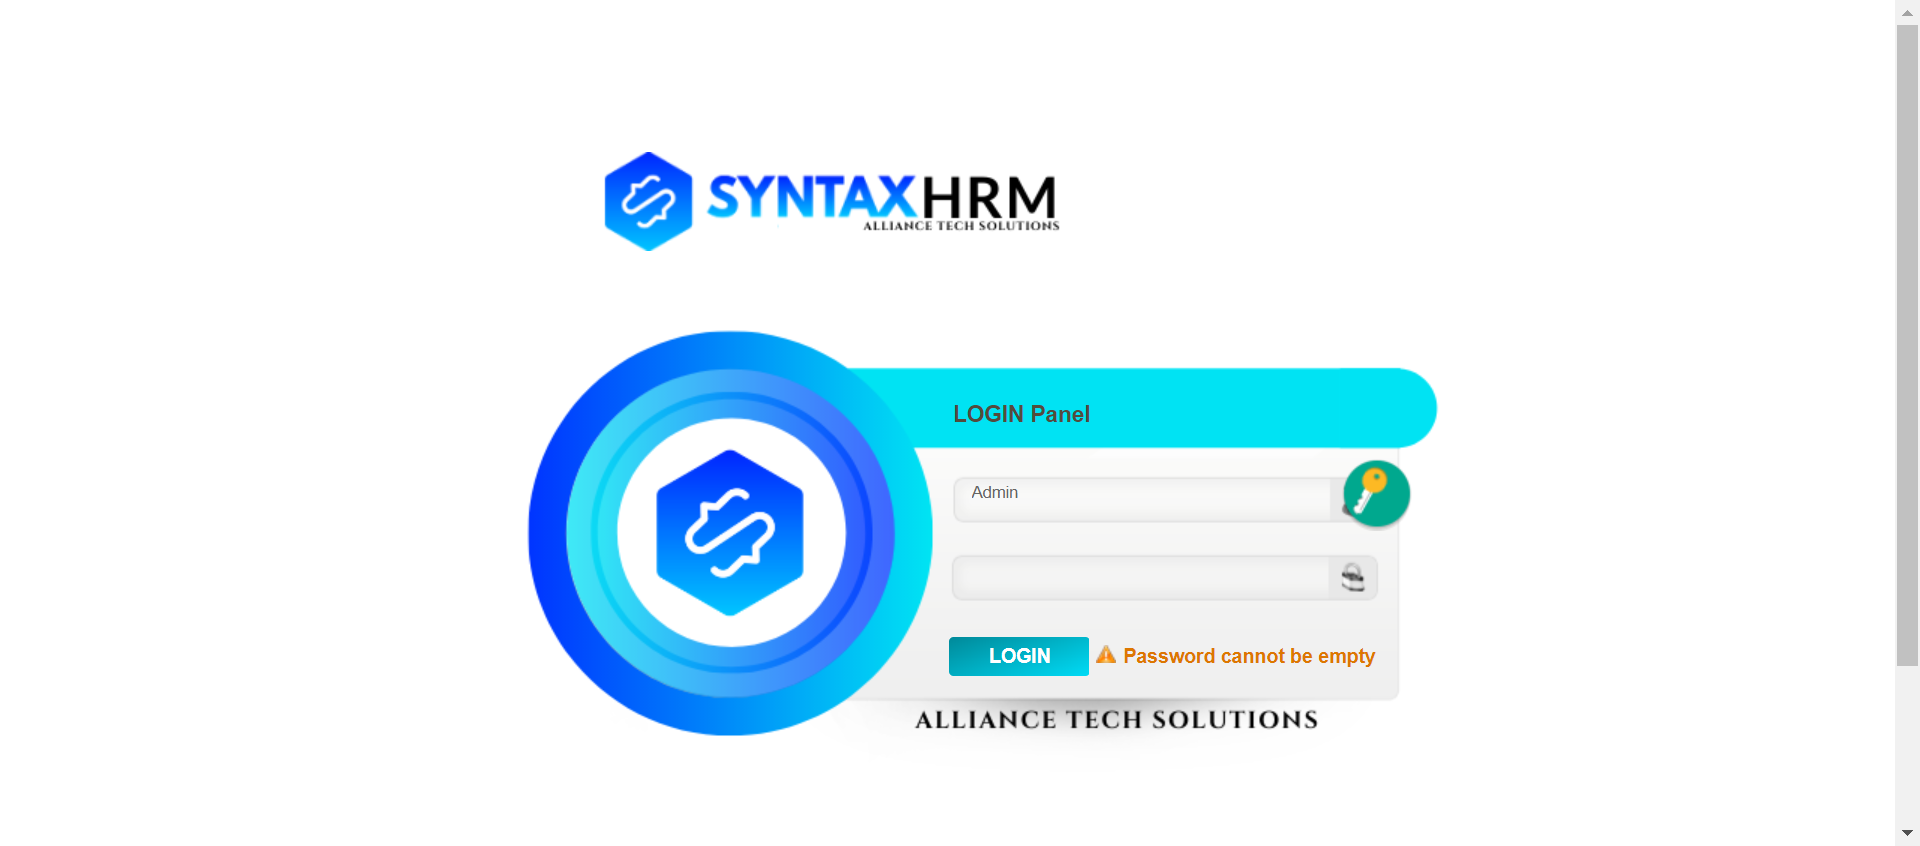 SYNTAXHRM
ALLIANCE TECH SOLUTIONS
LOGIN Panel
Admin
LOGIN Password cannot be empty
ALLIANCE TECH SOLUTIONS